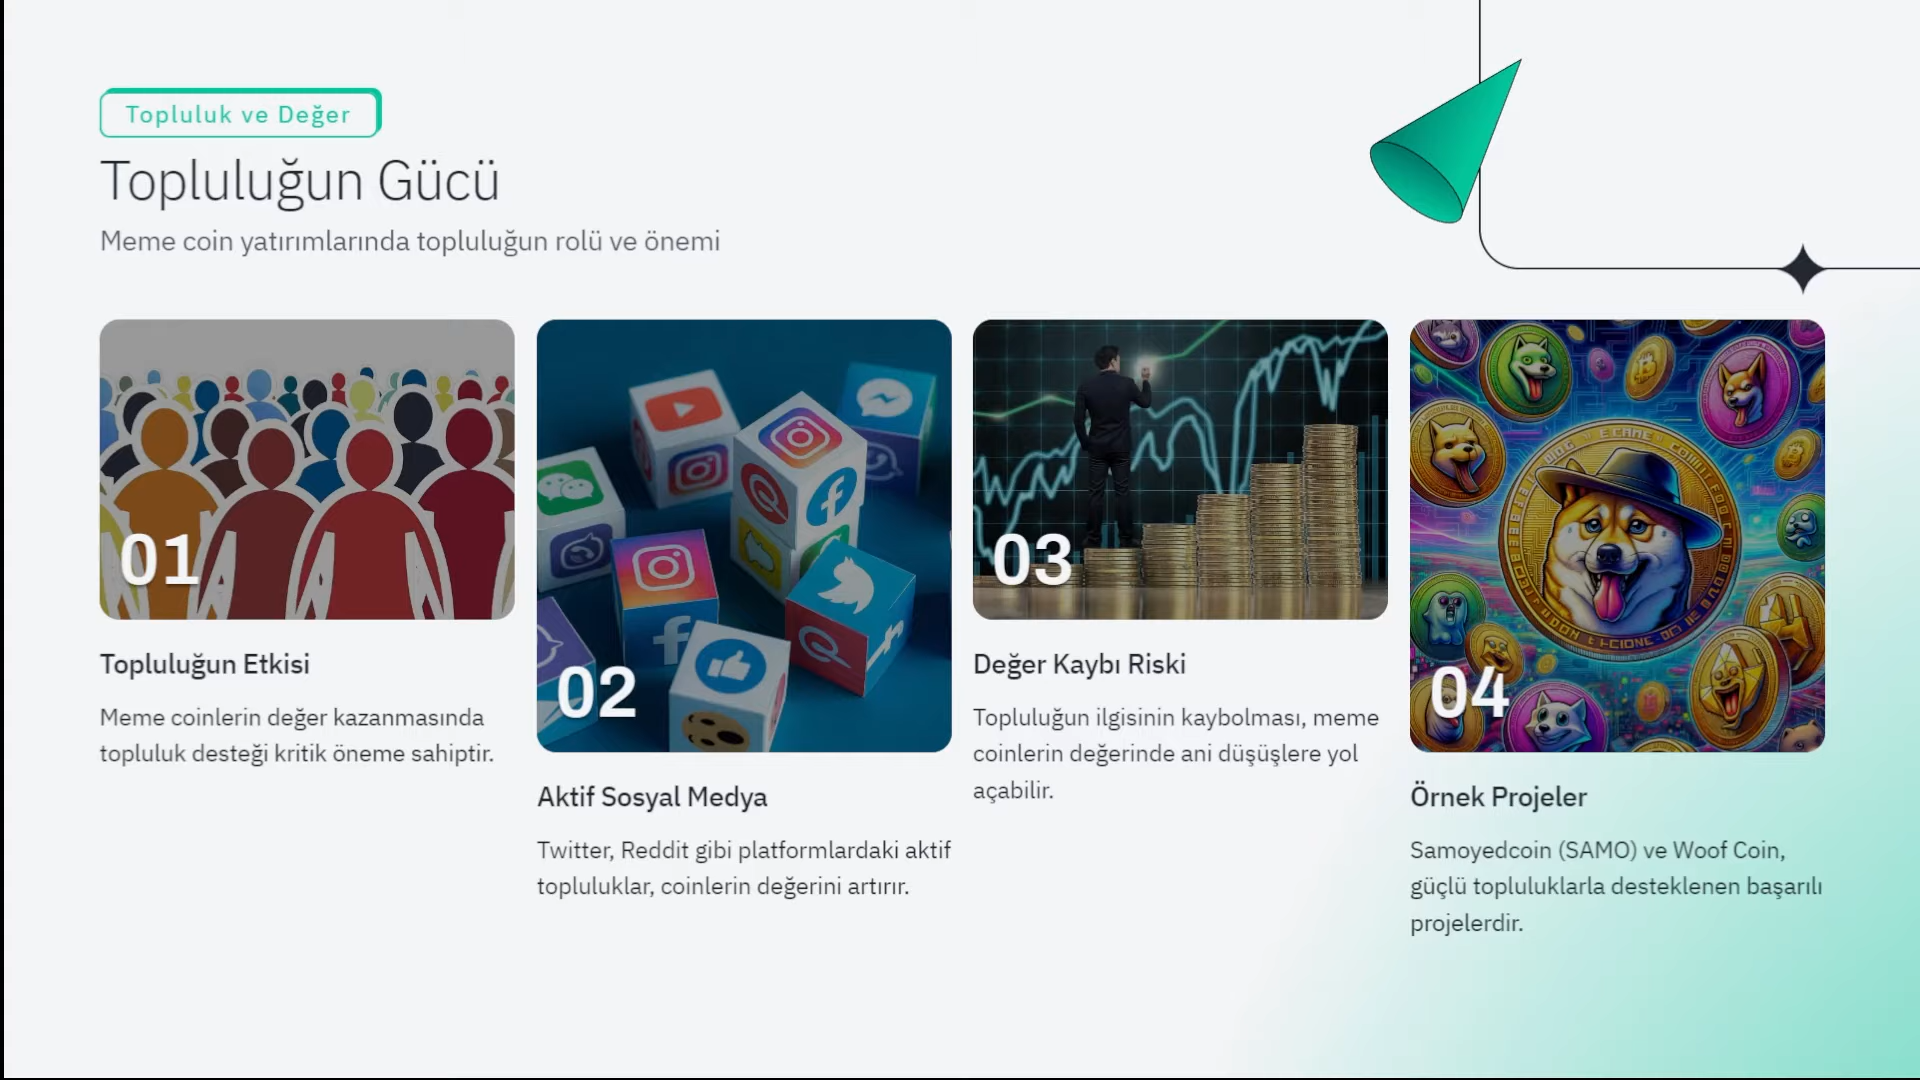 Topluluk ve Değer
Topluluğun Gücü
Meme coin yatırımlarında topluluğun rolü ve önemi
01
Topluluğun Etkisi
Meme coinlerin değer kazanmasında
topluluk desteği kritik öneme sahiptir.
02
Aktif Sosyal Medya
Twitter, Reddit gibi platformlardaki aktif
topluluklar, coinlerin değerini artırır.
03
Değer Kaybı Riski
Topluluğun ilgisinin kaybolması, meme
coinlerin değerinde ani düşüşlere yol
açabilir.
04
Örnek Projeler
Samoyedcoin (SAMO) ve Woof Coin,
güçlü topluluklarla desteklenen başarılı
projelerdir.